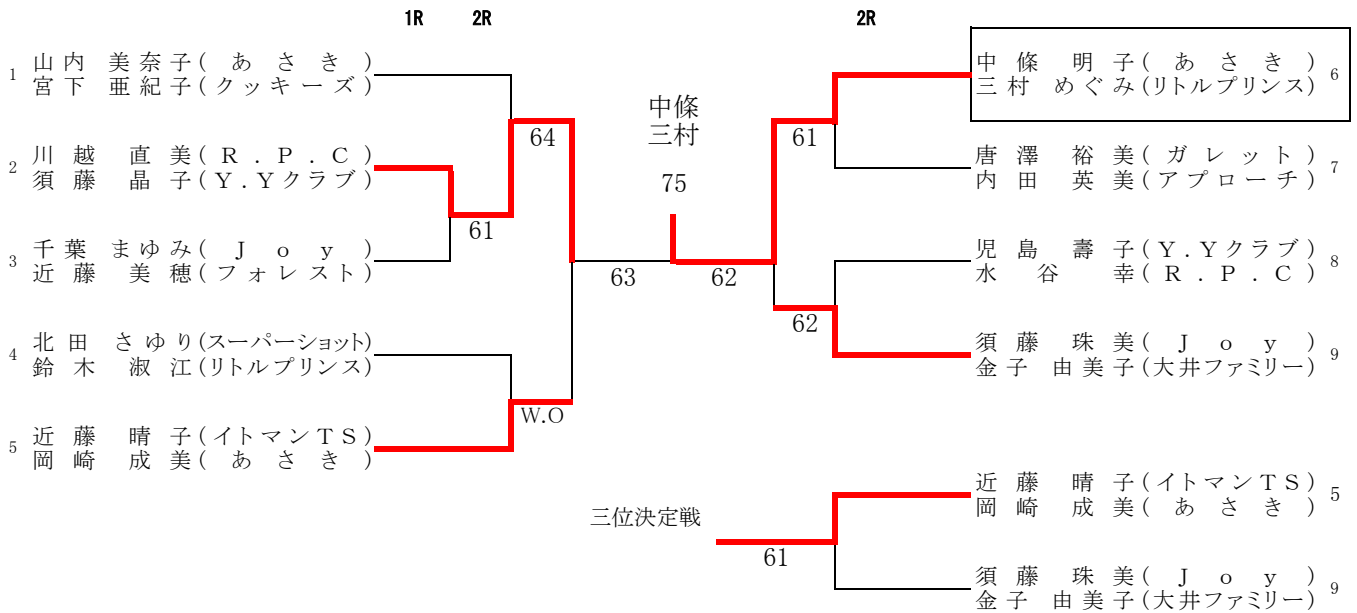 1R 2R 2R
1 山内 美奈子(あさき)
宮下 亜紀子(クッキーズ)
2 川越 直美(R.P.C)
須藤 晶子(Y.Yクラブ)
3 千葉 まゆみ(Joy)
近藤 美穂(フォレスト)
4 北田 さゆり(スーパーショット)
鈴木 淑江(リトルプリンス)
5 近藤 晴子(イトマンTS)
岡崎 成美(あさき)
61
64
W.O
63
中條
三村
75
62
61
62
中條 明子(あさき) 6
三村 めぐみ(リトルプリンス)
唐澤 裕美(ガレット) 7
内田 英美(アプローチ)
児島 壽子(Y.Yクラブ) 8
水谷 幸(R.P.C)
須藤 珠美(Joy) 9
金子 由美子(大井ファミリー)
三位決定戦
61
近藤 晴子(イトマンTS) 5
岡崎 成美(あさき)
須藤 珠美(Joy) 9
金子 由美子(大井ファミリー)